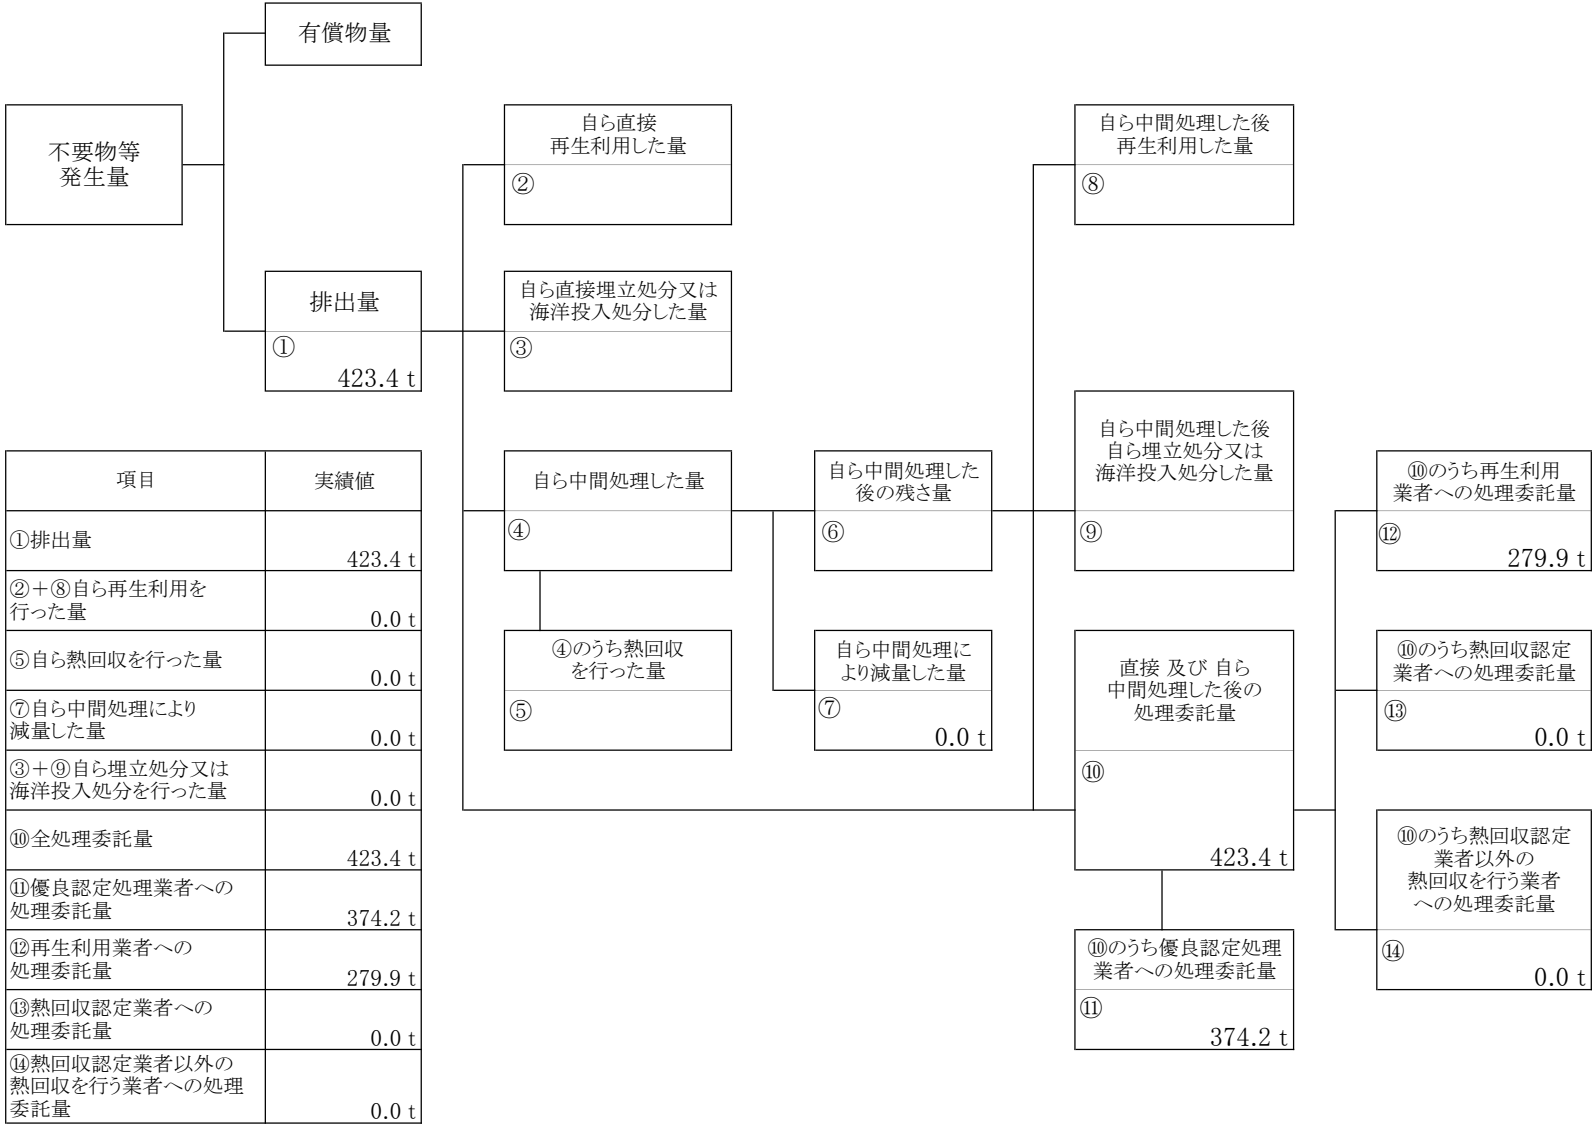 有償物量
不要物等
発生量
自ら直接
再生利用した量
②
自ら中間処理した後
再生利用した量
⑧
排出量
①
423.4 t
自ら直接埋立処分又は
海洋投入処分した量
③
自ら中間処理した量
④
自ら中間処理した
後の残さ量
⑥
自ら中間処理した後
自ら埋立処分又は
海洋投入処分した量
⑨
⑩のうち再生利用
業者への処理委託量
⑫
279.9 t
④のうち熱回収
を行った量
⑤
自ら中間処理に
より減量した量
⑦
0.0 t
直接 及び 自ら
中間処理した後の
処理委託量
⑩
423.4 t
⑩のうち熱回収認定
業者への処理委託量
⑬
0.0 t
⑩のうち熱回収認定
業者以外の
熱回収を行う業者
への処理委託量
⑭
0.0 t
⑩のうち優良認定処理
業者への処理委託量
⑪
374.2 t
項目 実績値
①排出量
423.4 t
②+⑧自ら再生利用を
行った量
0.0 t
⑤自ら熱回収を行った量
0.0 t
⑦自ら中間処理により
減量した量
0.0 t
③+⑨自ら埋立処分又は
海洋投入処分を行った量
0.0 t
⑩全処理委託量
423.4 t
⑪優良認定処理業者への
処理委託量
374.2 t
⑫再生利用業者への
処理委託量
279.9 t
⑬熱回収認定業者への
処理委託量
0.0 t
⑭熱回収認定業者以外の
熱回収を行う業者への処理
委託量
0.0 t